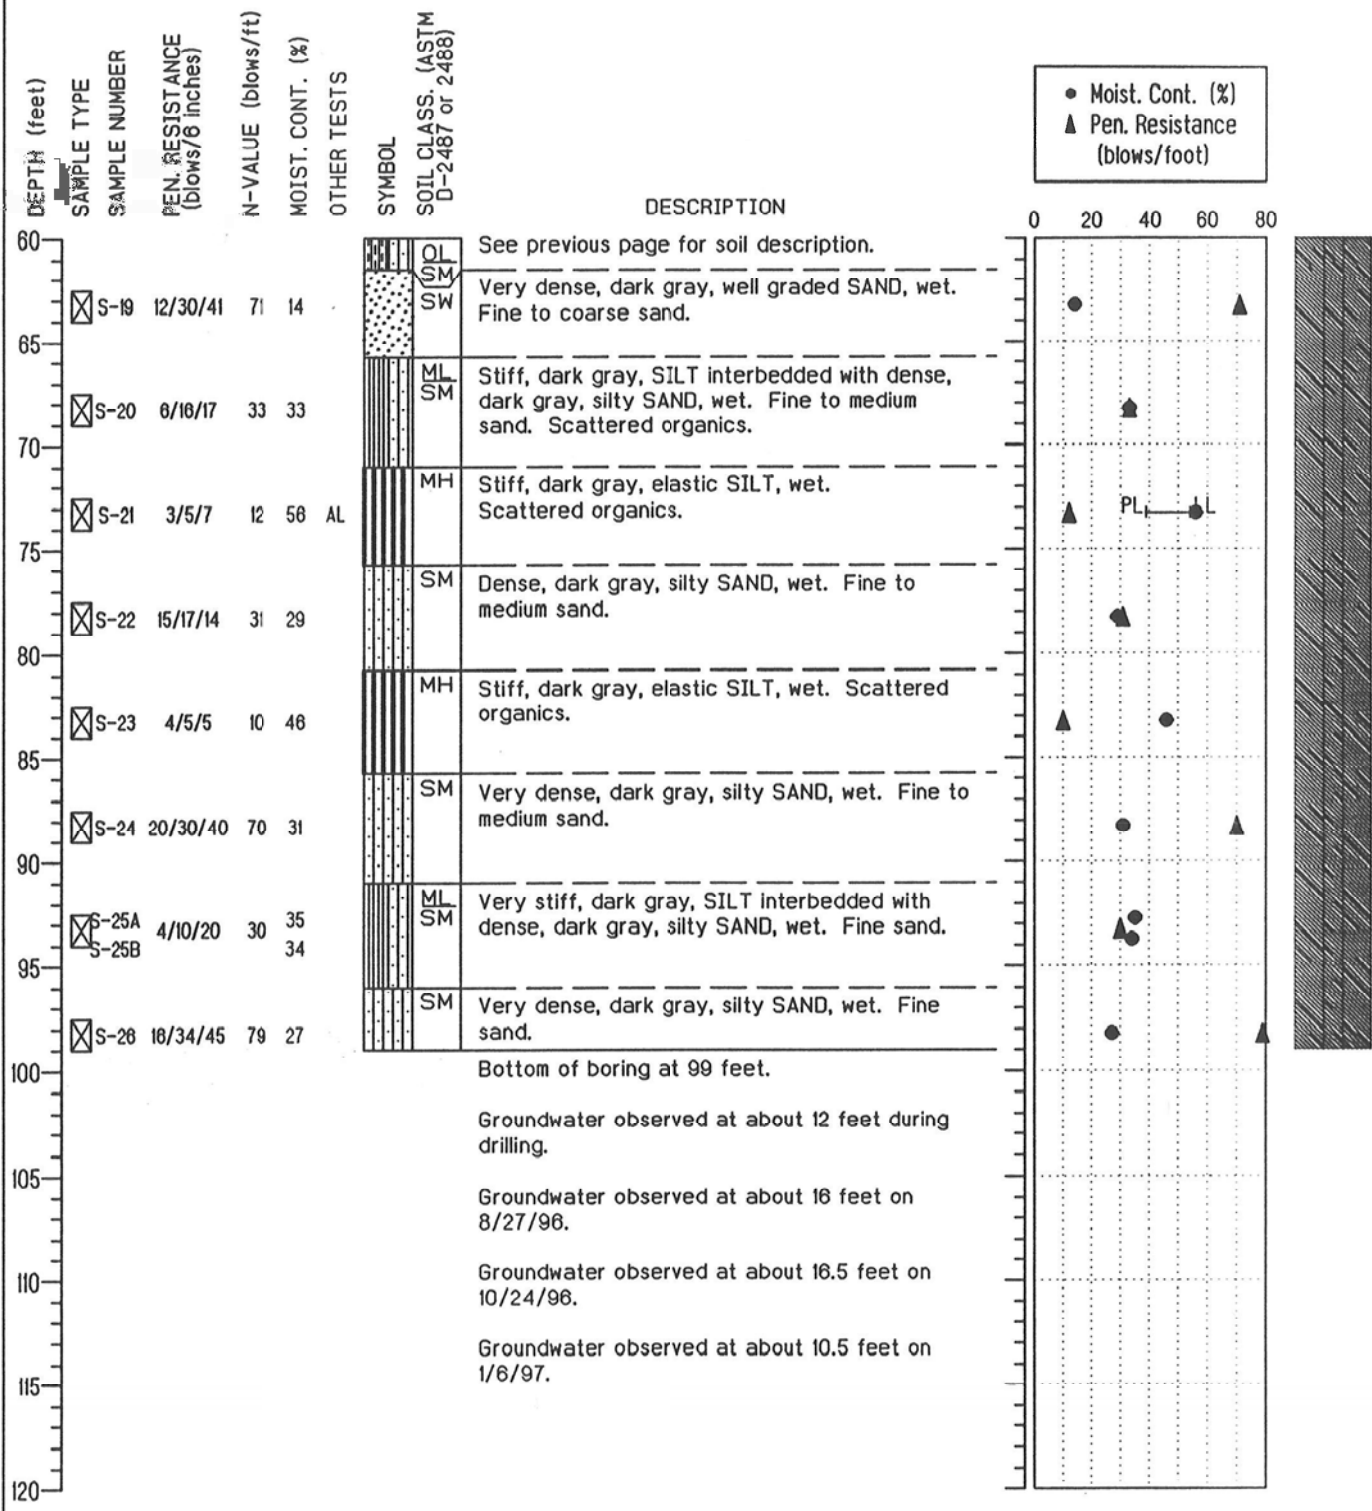 DEPTH (feet)
SAMPLE TYPE
SAMPLE NUMBER
PEN. RESISTANCE
(blows/6 inches)
N-VALUE (blows/ft)
MOIST. CONT. (%)
OTHER TESTS
SYMBOL
SOIL CLASS. (ASTM
D-2487 or 2488)
DESCRIPTION
● Moist. Cont. (%)
▲ Pen. Resistance
(blows/foot)
0 20 40 60 80
60
OL
SM
See previous page for soil description.
S-19 12/30/41 71 14
SW
Very dense, dark gray, well graded SAND, wet.
Fine to coarse sand.
65
ML
SM
Stiff, dark gray, SILT interbedded with dense,
dark gray, silty SAND, wet. Fine to medium
sand. Scattered organics.
S-20 6/16/17 33 33
70
MH
Stiff, dark gray, elastic SILT, wet.
Scattered organics.
S-21 3/5/7 12 56 AL
PL LL
75
SM
Dense, dark gray, silty SAND, wet. Fine to
medium sand.
S-22 15/17/14 31 29
80
MH
Stiff, dark gray, elastic SILT, wet. Scattered
organics.
S-23 4/5/5 10 46
85
SM
Very dense, dark gray, silty SAND, wet. Fine to
medium sand.
S-24 20/30/40 70 31
90
ML
SM
Very stiff, dark gray, SILT interbedded with
dense, dark gray, silty SAND, wet. Fine sand.
S-25A 35
4/10/20 30
S-25B 34
95
SM
Very dense, dark gray, silty SAND, wet. Fine
sand.
S-26 16/34/45 79 27
100
Bottom of boring at 99 feet.
Groundwater observed at about 12 feet during
drilling.
105
Groundwater observed at about 16 feet on
8/27/96.
110
Groundwater observed at about 16.5 feet on
10/24/96.
Groundwater observed at about 10.5 feet on
1/6/97.
115
120